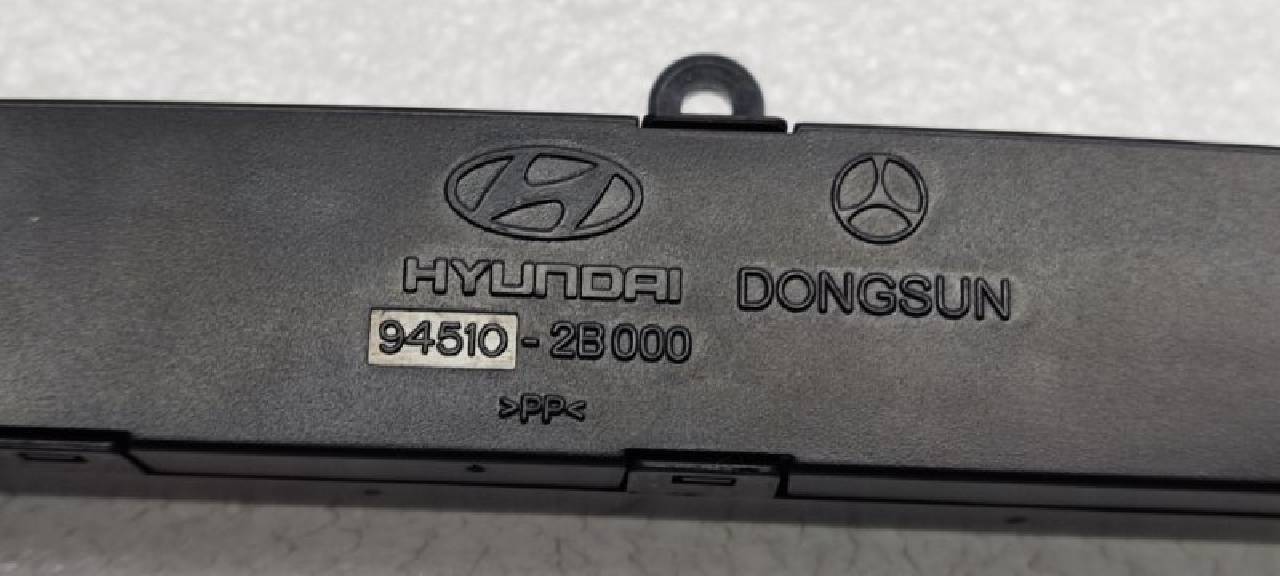 HYUNDAI
DONGSUN
94510-2B000
>PP<